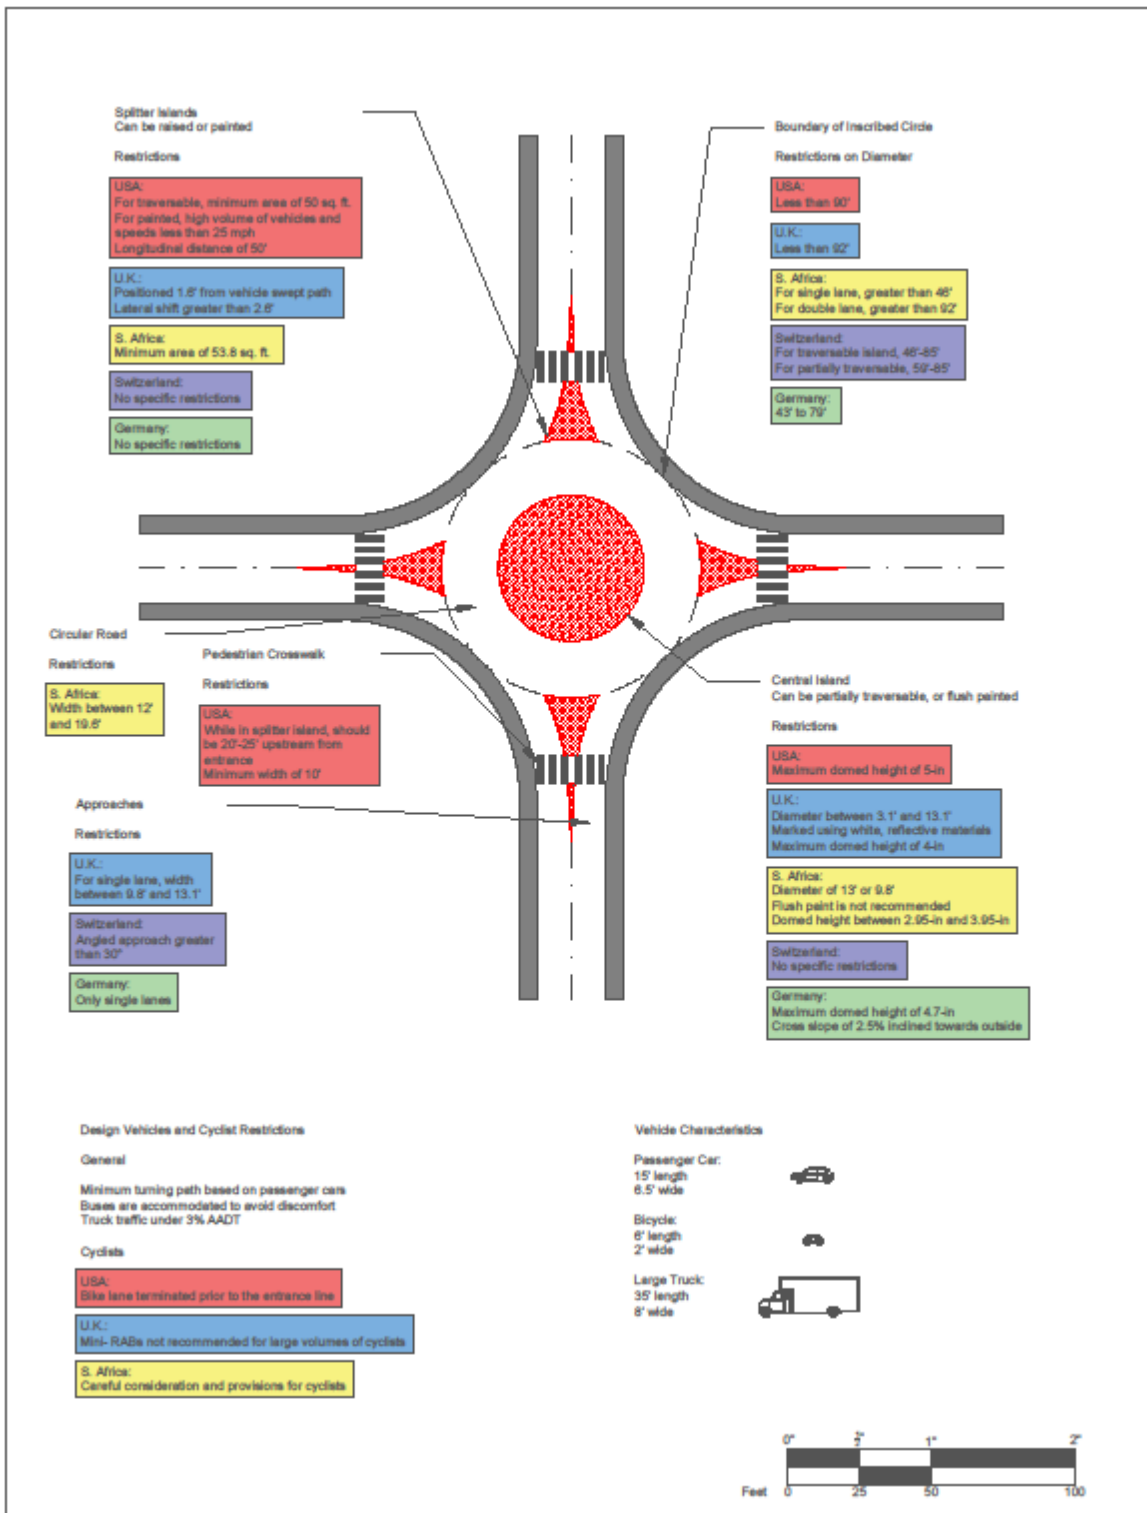 Splitter Islands
Can be raised or painted
Restrictions
USA:
For traversable, minimum area of 50 sq. ft.
For painted, high volume of vehicles and
speeds less than 25 mph
Longitudinal distance of 50'
U.K.:
Positioned 1.6' from vehicle swept path
Lateral shift greater than 2.6'
S. Africa:
Minimum area of 53.8 sq. ft.
Switzerland:
No specific restrictions
Germany:
No specific restrictions
Boundary of Inscribed Circle
Restrictions on Diameter
USA:
Less than 90'
U.K.:
Less than 92'
S. Africa:
For single lane, greater than 46'
For double lane, greater than 92'
Switzerland:
For traversable island, 46'-85'
For partially traversable, 59'-85'
Germany:
43' to 79'
Circular Road
Restrictions
S. Africa:
Width between 12'
and 19.6'
Pedestrian Crosswalk
Restrictions
USA:
While in splitter island, should
be 20'-25' upstream from
entrance
Minimum width of 10'
Approaches
Restrictions
U.K.:
For single lane, width
between 9.8' and 13.1'
Switzerland:
Angled approach greater
than 30°
Germany:
Only single lanes
Central Island
Can be partially traversable, or flush painted
Restrictions
USA:
Maximum domed height of 5-in
U.K.:
Diameter between 3.1' and 13.1'
Marked using white, reflective materials
Maximum domed height of 4-in
S. Africa:
Diameter of 13' or 9.8'
Flush paint is not recommended
Domed height between 2.95-in and 3.95-in
Switzerland:
No specific restrictions
Germany:
Maximum domed height of 4.7-in
Cross slope of 2.5% inclined towards outside
Design Vehicles and Cyclist Restrictions
General
Minimum turning path based on passenger cars
Buses are accommodated to avoid discomfort
Truck traffic under 3% AADT
Cyclists
USA:
Bike lane terminated prior to the entrance line
U.K.:
Mini- RABs not recommended for large volumes of cyclists
S. Africa:
Careful consideration and provisions for cyclists
Vehicle Characteristics
Passenger Car:
15' length
6.5' wide
Bicycle:
6' length
2' wide
Large Truck:
35' length
8' wide
0" 1" 2"
Feet 0 25 50 100